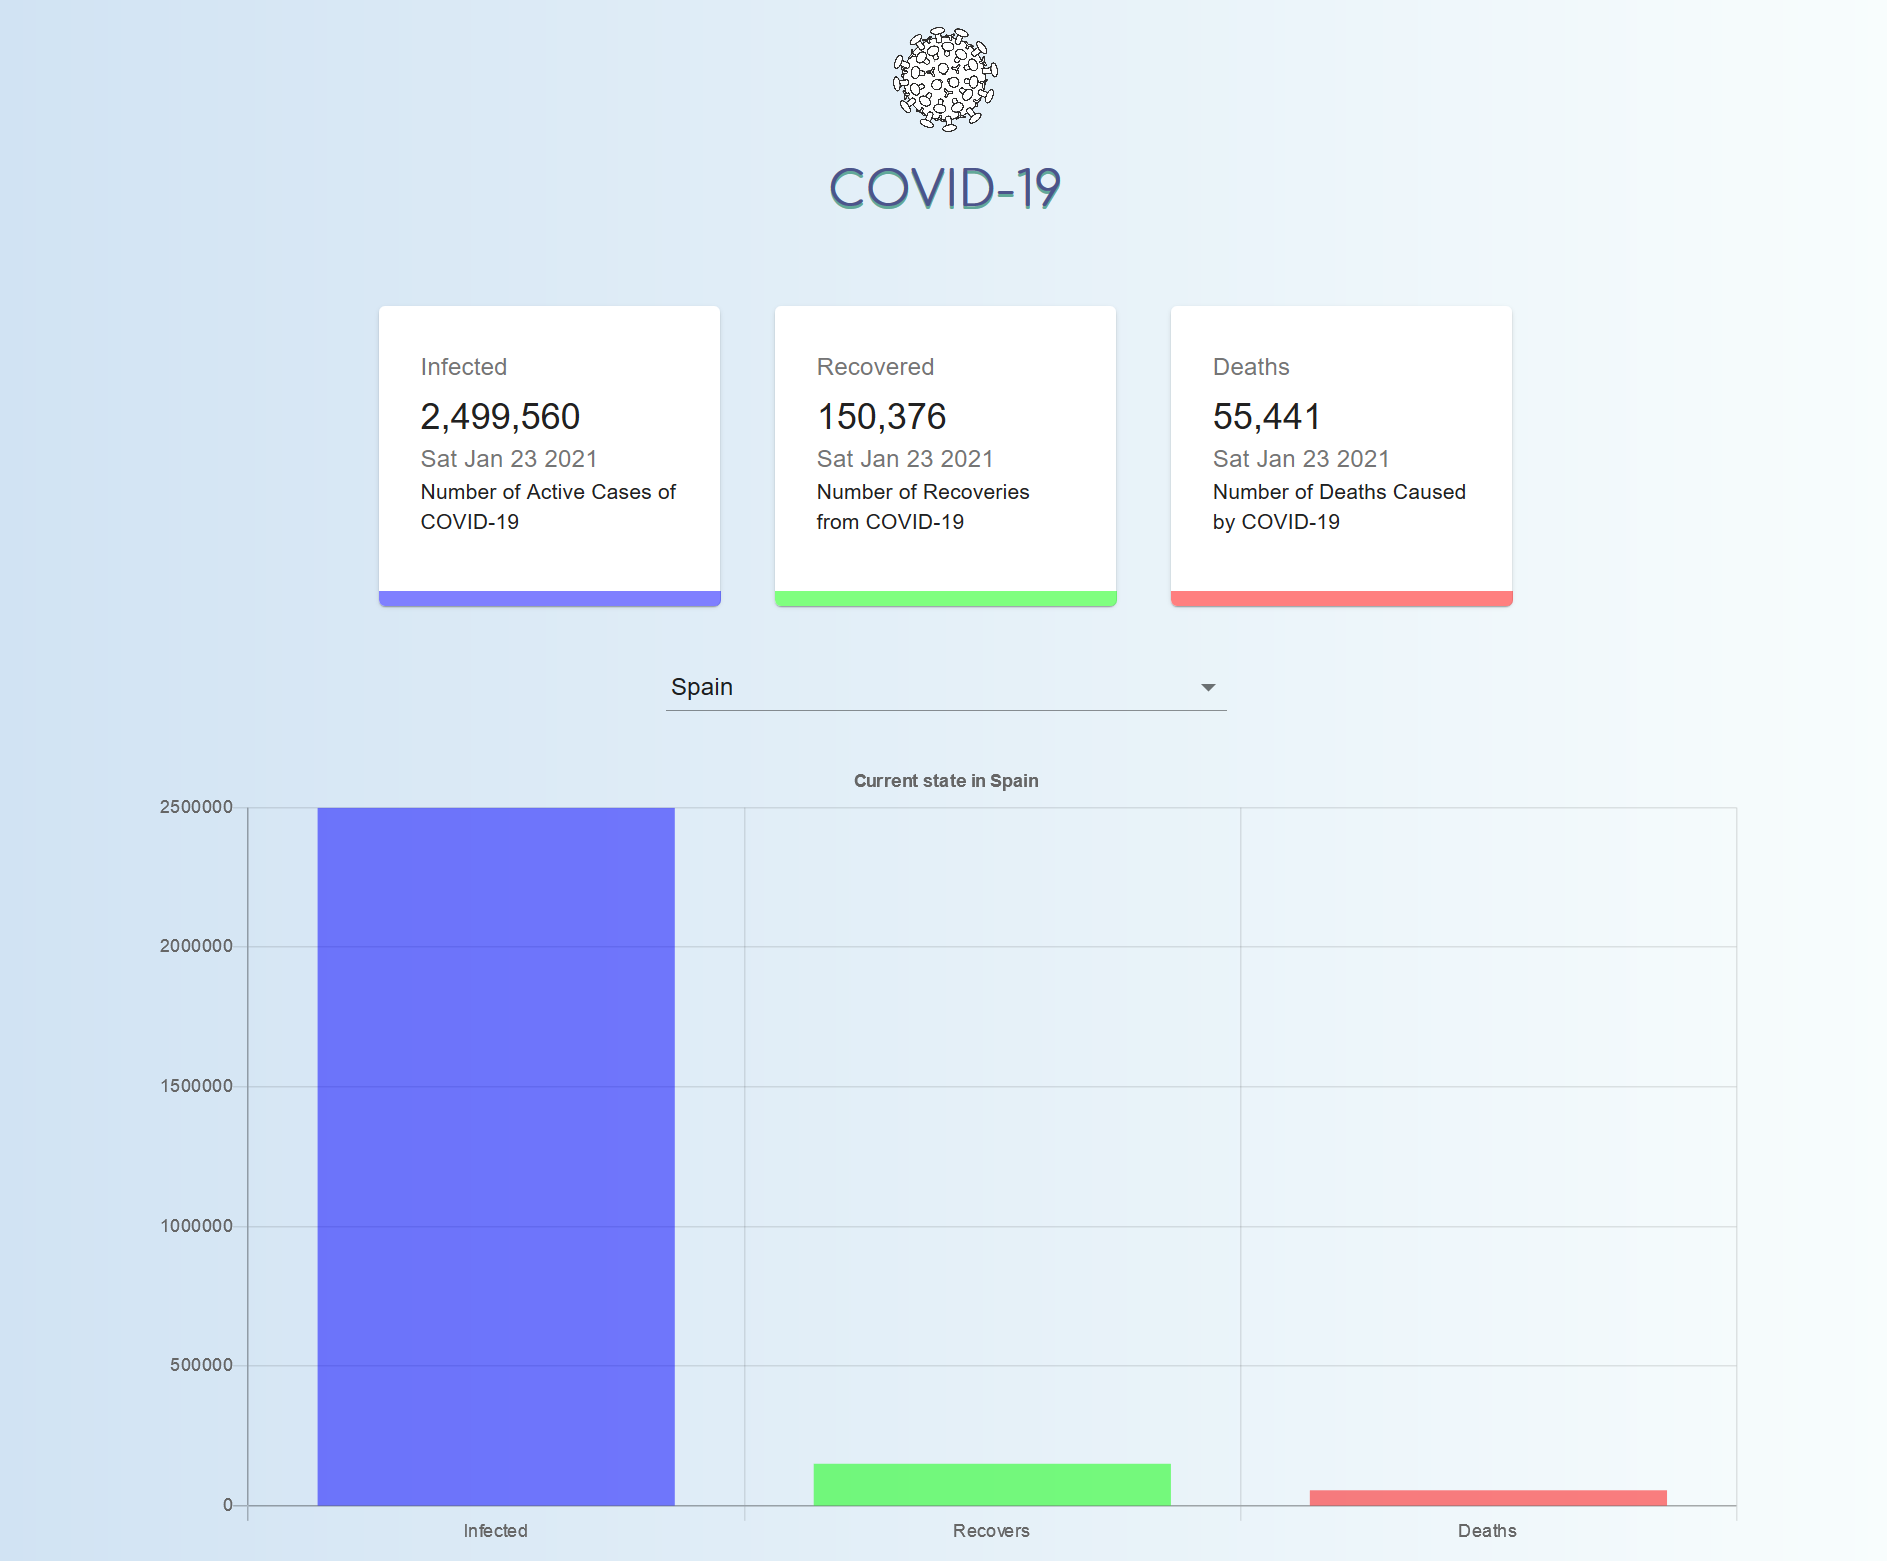 COVID-19
Infected
2,499,560
Sat Jan 23 2021
Number of Active Cases of
COVID-19
Recovered
150,376
Sat Jan 23 2021
Number of Recoveries
from COVID-19
Deaths
55,441
Sat Jan 23 2021
Number of Deaths Caused
by COVID-19
Spain
Current state in Spain
2500000
2000000
1500000
1000000
500000
0
Infected
Recovers
Deaths